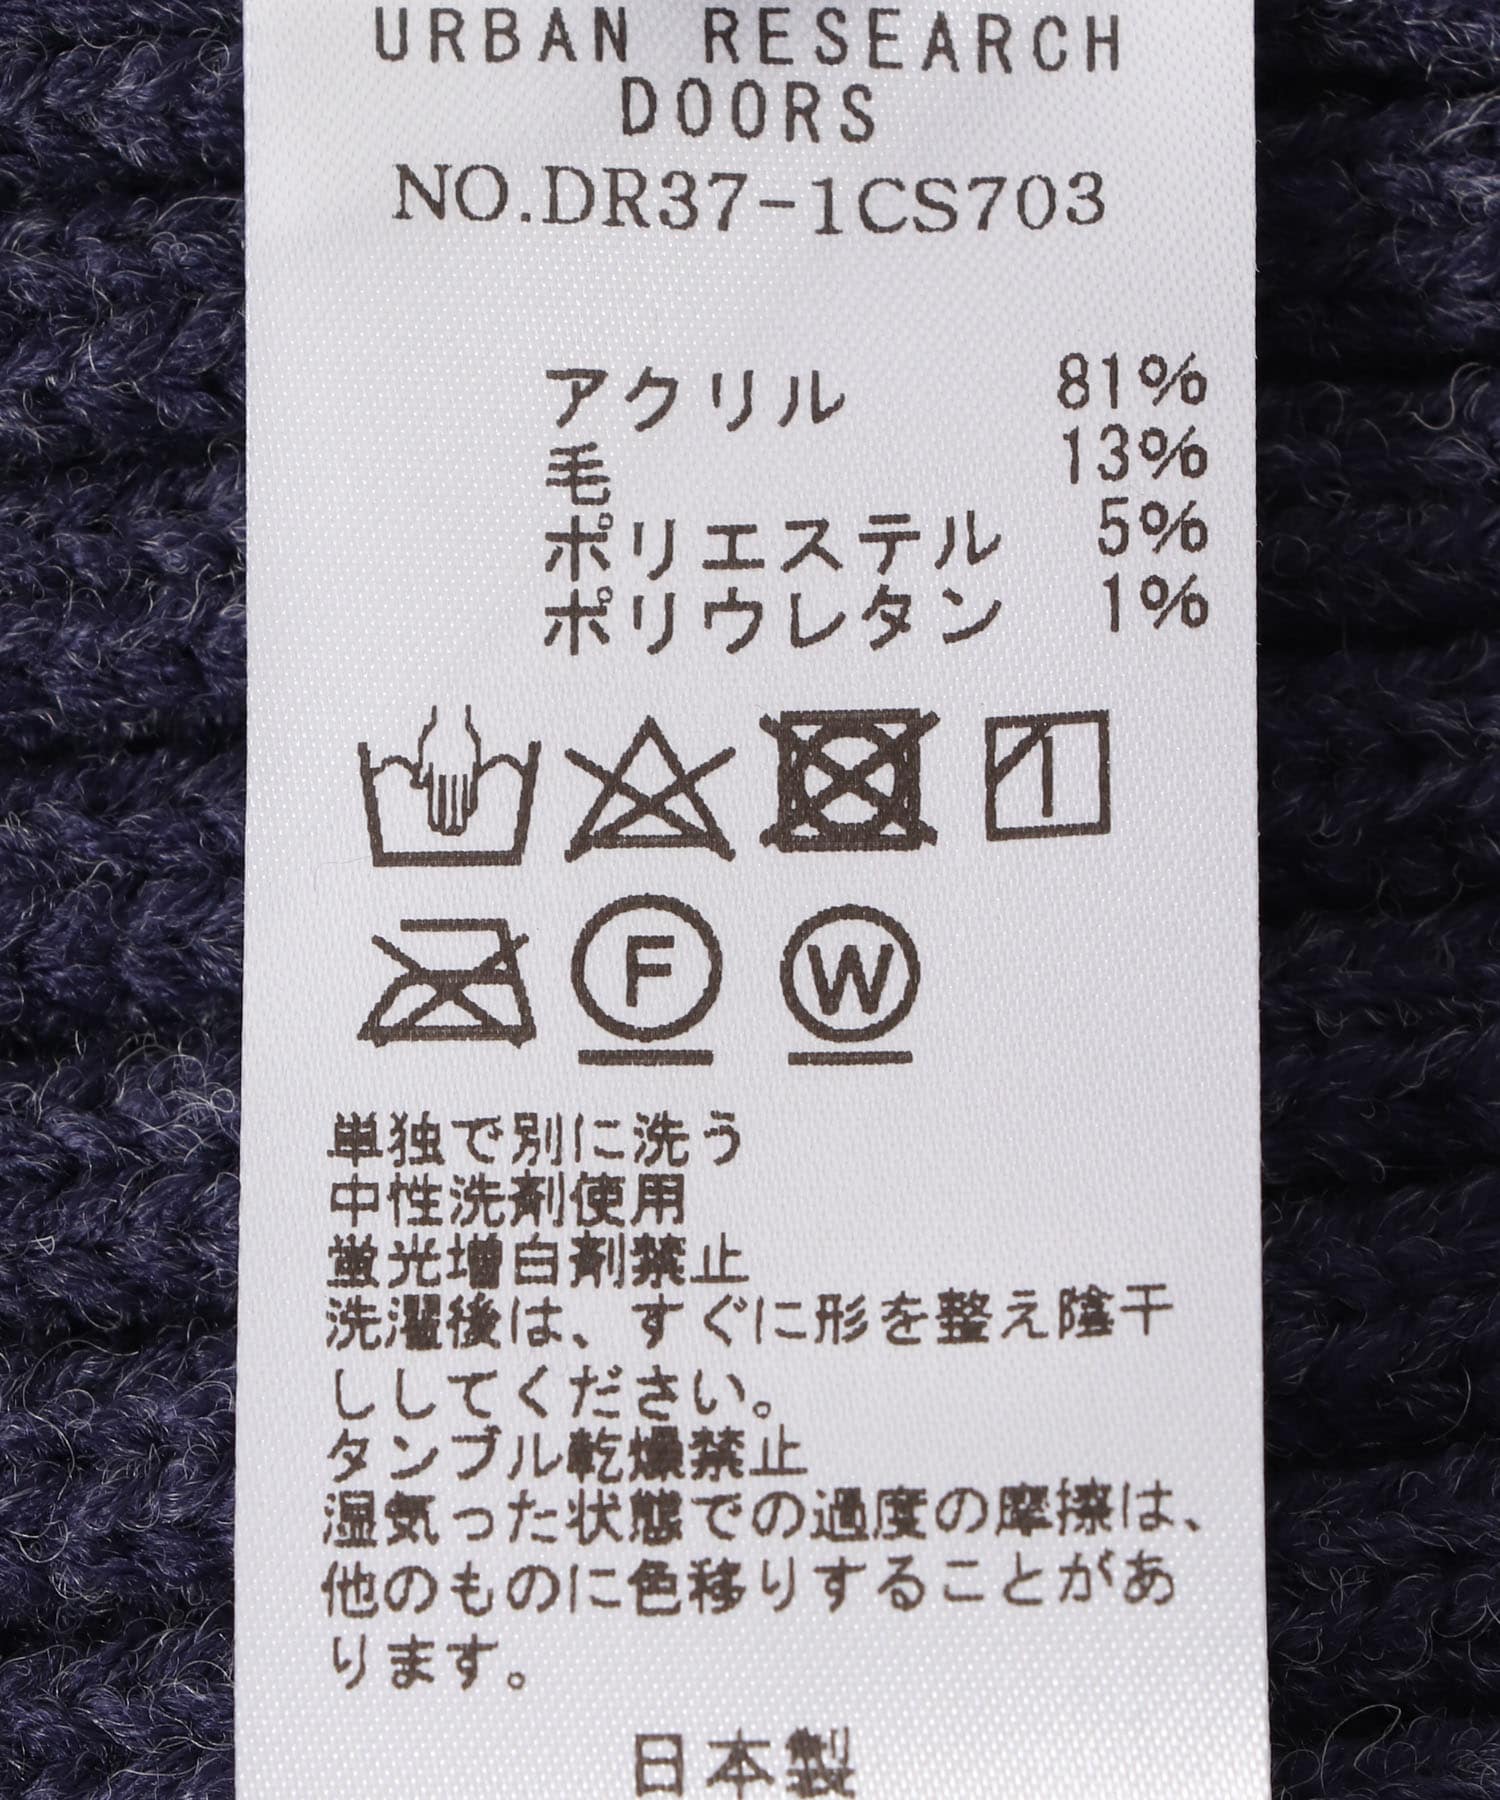 URBAN RESEARCH
DOORS
NO.DR37-1CS703
アクリル 81%
毛 13%
ポリエステル 5%
ポリウレタン 1%
F W
単独で別に洗う
中性洗剤使用
蛍光増白剤禁止
洗濯後は、すぐに形を整え陰干
ししてください。
タンブル乾燥禁止
湿気った状態での過度の摩擦は、
他のものに色移りすることがあ
ります。
日本製